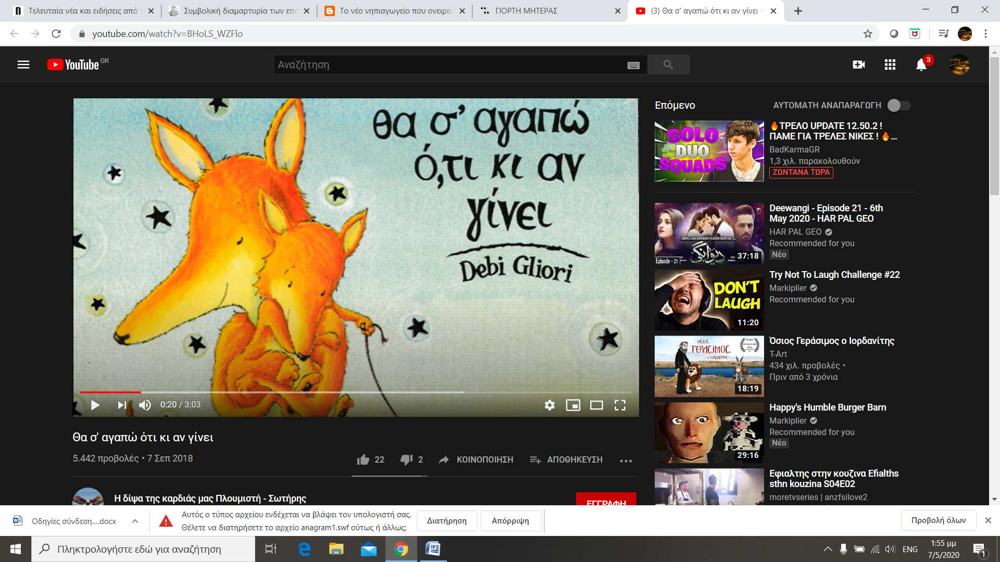 Τελευταία νέα και ειδήσεις από τ
Συμβολική διαμαρτυρία των επα
Το νέο νηπιαγωγείο που ονειρεύ
ΓΙΟΡΤΗ ΜΗΤΕΡΑΣ
(3) Θα σ' αγαπώ ότι κι αν γίνει -
youtube.com/watch?v=BHoLS_WZFlo
YouTube GR
Αναζήτηση
3
θα σ' αγαπώ
ό,τι κι αν
γίνει
Debi Gliori
0:20 / 3:03
Θα σ' αγαπώ ότι κι αν γίνει
5.442 προβολές • 7 Σεπ 2018
22
2
ΚΟΙΝΟΠΟΙΗΣΗ
ΑΠΟΘΗΚΕΥΣΗ
Η δίψα της καρδιάς μας Πλουμιστή - Σωτήρης
ΕΓΓΡΑΦΗ
Επόμενο
ΑΥΤΟΜΑΤΗ ΑΝΑΠΑΡΑΓΩΓΗ
SOLO
DUO
SQUADS
🔥ΤΡΕΛΟ UPDATE 12.50.2 !
ΠΑΜΕ ΓΙΑ ΤΡΕΛΕΣ ΝΙΚΕΣ ! 🔥...
BadKarmaGR
1,3 χιλ. παρακολουθούν
ΖΩΝΤΑΝΑ ΤΩΡΑ
ABDULLAH KADWANI & ASAD QURESHI'S
دیوانگی
Episode - 21
37:18
Deewangi - Episode 21 - 6th
May 2020 - HAR PAL GEO
HAR PAL GEO
Recommended for you
Νέο
DON'T
LAUGH
11:20
Try Not To Laugh Challenge #22
Markiplier
Recommended for you
ΟΣΙΟΣ
ΓΕΡΑΣΙΜΟΣ
Ο ΙΟΡΔΑΝΙΤΗΣ
18:19
Όσιος Γεράσιμος ο Ιορδανίτης
T-Art
434 χιλ. προβολές •
Πριν από 3 χρόνια
29:16
Happy's Humble Burger Barn
Markiplier
Recommended for you
Νέο
Εφιαλτης στην κουζινα Efialths
sthn kouzina S04E02
moretvseries | anzfsilove2
Οδηγίες σύνδεση....docx
Αυτός ο τύπος αρχείου ενδέχεται να βλάψει τον υπολογιστή σας.
Θέλετε να διατηρήσετε το αρχείο anagram1.swf ούτως ή άλλως;
Διατήρηση
Απόρριψη
Προβολή όλων
Πληκτρολογήστε εδώ για αναζήτηση
ENG
1:55 μμ
7/5/2020
1